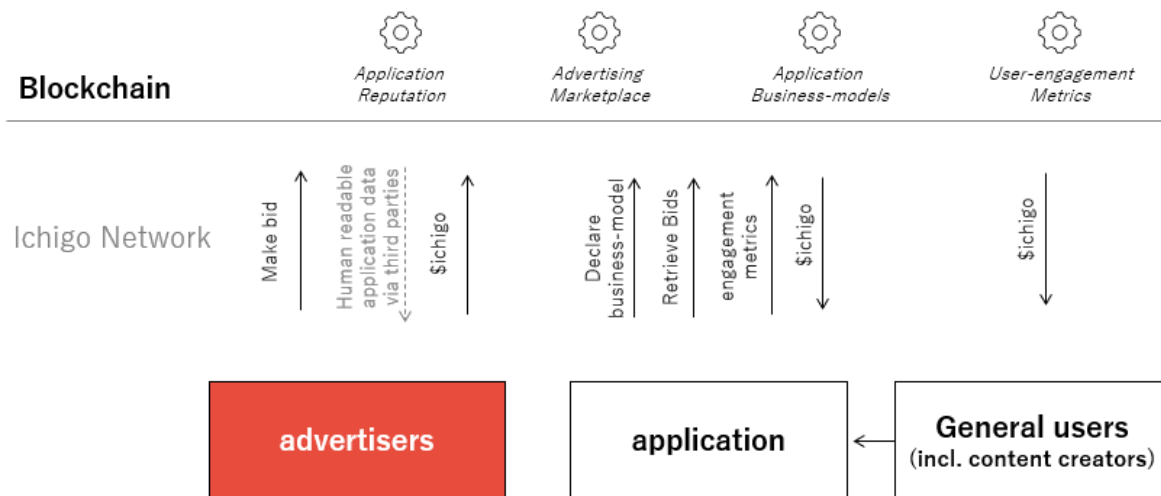 Blockchain
Application
Reputation
Advertising
Marketplace
Application
Business-models
User-engagement
Metrics
Ichigo Network
Make bid
Human readable
application data
via third parties
$ichigo
Declare
business-model
Retrieve Bids
engagement
metrics
$ichigo
$ichigo
advertisers
application
General users
(incl. content creators)